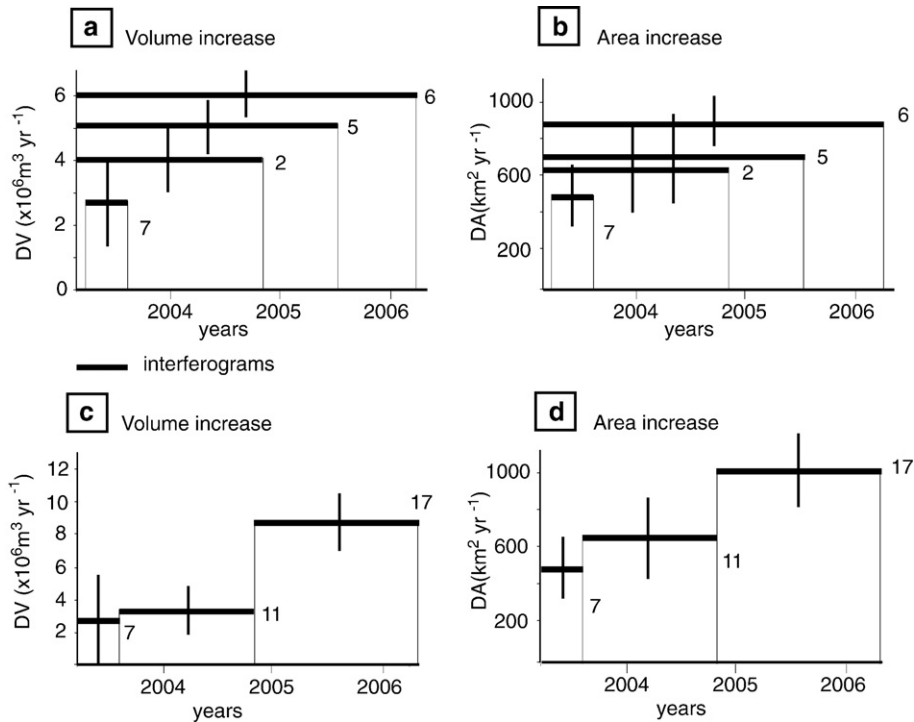 a Volume increase
DV (x10⁶m³ yr⁻¹)
6
4
2
0
6
5
2
7
2004 2005 2006
years
b Area increase
DA(km² yr⁻¹)
1000
600
200
6
5
2
7
2004 2005 2006
years
interferograms
c Volume increase
DV (x10⁶m³ yr⁻¹)
12
10
8
6
4
2
17
11
7
2004 2005 2006
years
d Area increase
DA(km² yr⁻¹)
1000
600
200
17
11
7
2004 2005 2006
years